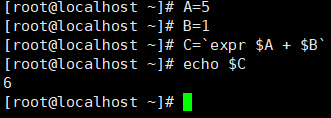 [root@localhost ~]# A=5
[root@localhost ~]# B=1
[root@localhost ~]# C=`expr $A + $B`
[root@localhost ~]# echo $C
6
[root@localhost ~]#